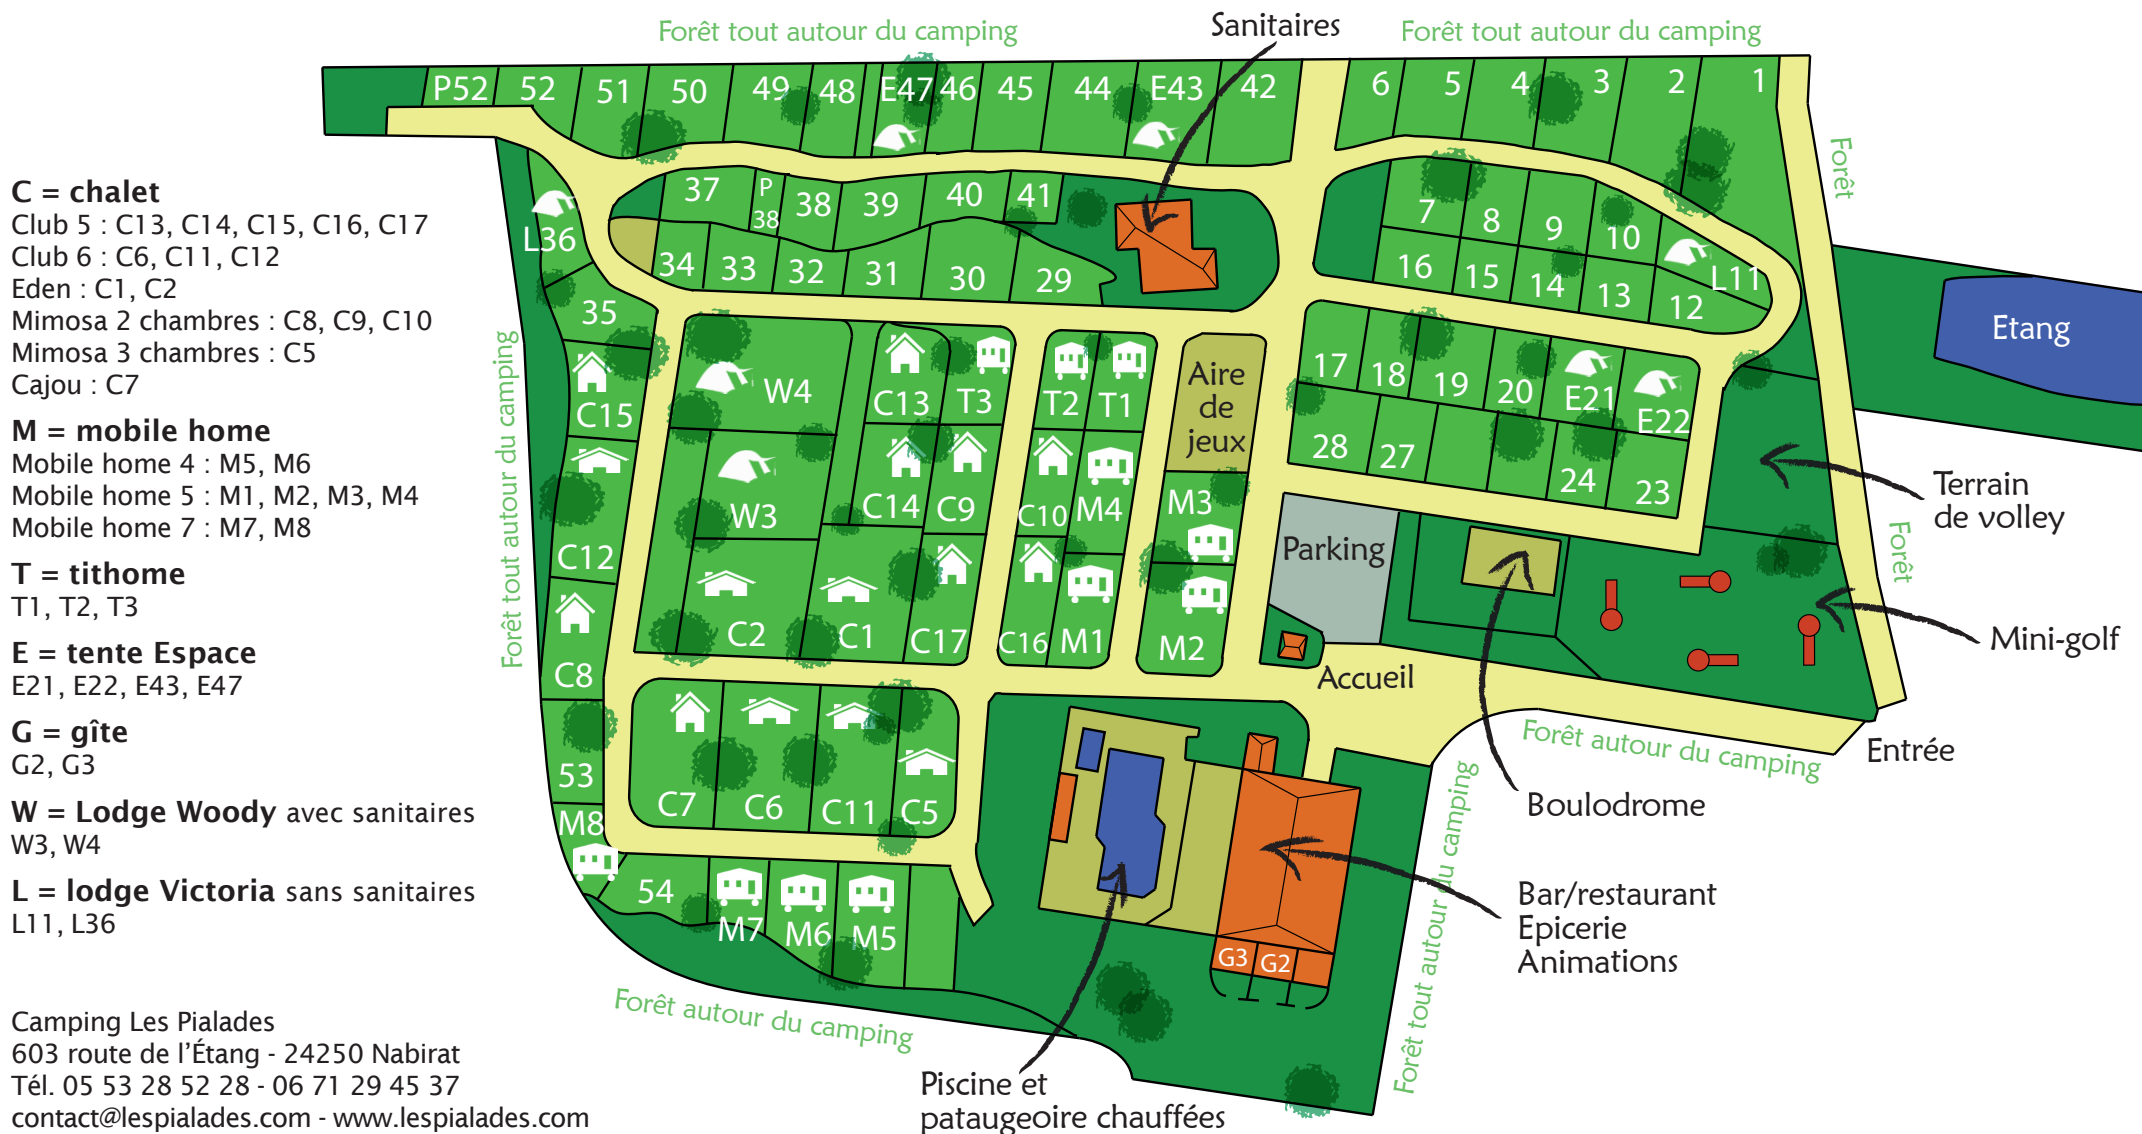 Forêt tout autour du camping
Sanitaires
Forêt tout autour du camping
P52
52
51
50
49
48
E47
46
45
44
E43
42
6
5
4
3
2
1
Forêt
C = chalet
Club 5 : C13, C14, C15, C16, C17
Club 6 : C6, C11, C12
Eden : C1, C2
Mimosa 2 chambres : C8, C9, C10
Mimosa 3 chambres : C5
Cajou : C7
M = mobile home
Mobile home 4 : M5, M6
Mobile home 5 : M1, M2, M3, M4
Mobile home 7 : M7, M8
T = tithome
T1, T2, T3
E = tente Espace
E21, E22, E43, E47
G = gîte
G2, G3
W = Lodge Woody avec sanitaires
W3, W4
L = lodge Victoria sans sanitaires
L11, L36
Camping Les Pialades
603 route de l'Étang - 24250 Nabirat
Tél. 05 53 28 52 28 - 06 71 29 45 37
contact@lespialades.com - www.lespialades.com
37
P
38
38
39
40
41
L36
34
33
32
31
30
29
35
7
8
9
10
L11
16
15
14
13
12
Etang
Forêt tout autour du camping
C15
C12
C8
53
M8
54
M7
M6
M5
W4
C13
T3
T2
T1
Aire
de
jeux
W3
C14
C9
C10
M4
M3
C2
C1
C17
C16
M1
M2
C7
C6
C11
C5
17
18
19
20
E21
E22
28
27
24
23
Parking
Accueil
Terrain
de volley
Forêt
Mini-golf
Entrée
Forêt autour du camping
Boulodrome
Forêt tout autour du camping
Bar/restaurant
Epicerie
Animations
G3
G2
Forêt autour du camping
Piscine et
pataugeoire chauffées